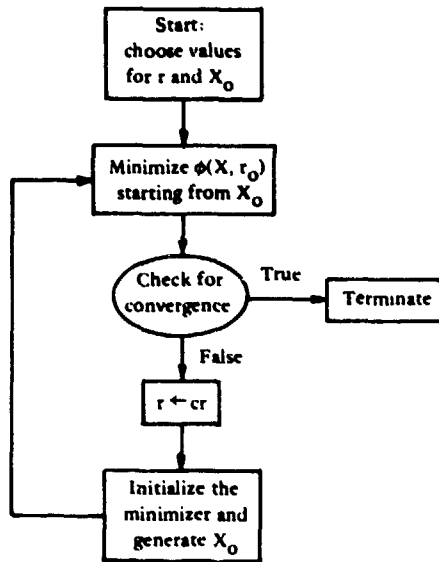 Start:
choose values
for r and X₀
Minimize ϕ(X, r₀)
starting from X₀
Check for
convergence
True
Terminate
False
r ← cr
Initialize the
minimizer and
generate X₀